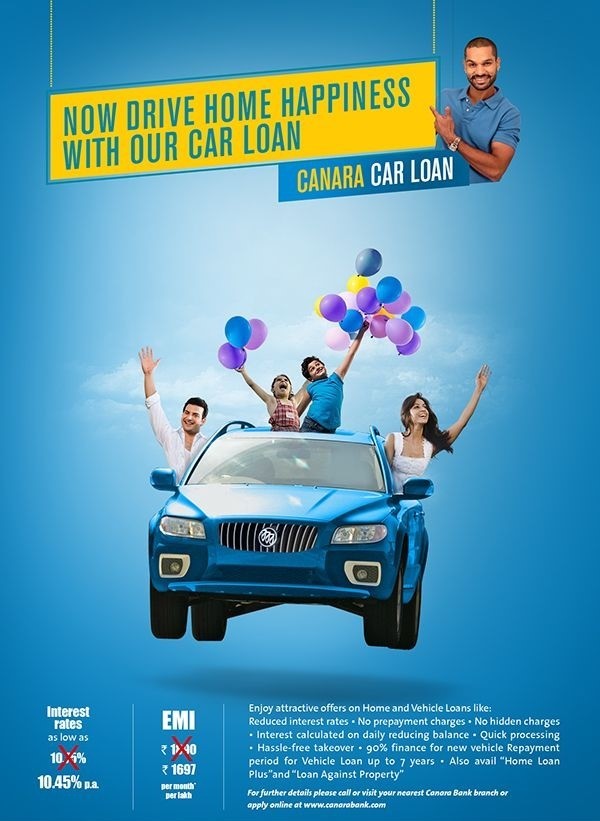 NOW DRIVE HOME HAPPINESS
WITH OUR CAR LOAN
CANARA CAR LOAN
Interest
rates
as low as
10.45% p.a.
EMI
₹ 1697
per month*
per lakh
Enjoy attractive offers on Home and Vehicle Loans like:
Reduced interest rates • No prepayment charges • No hidden charges
• Interest calculated on daily reducing balance • Quick processing
• Hassle-free takeover • 90% finance for new vehicle Repayment
period for Vehicle Loan up to 7 years • Also avail "Home Loan
Plus"and "Loan Against Property"
For further details please call or visit your nearest Canara Bank branch or
apply online at www.canarabank.com